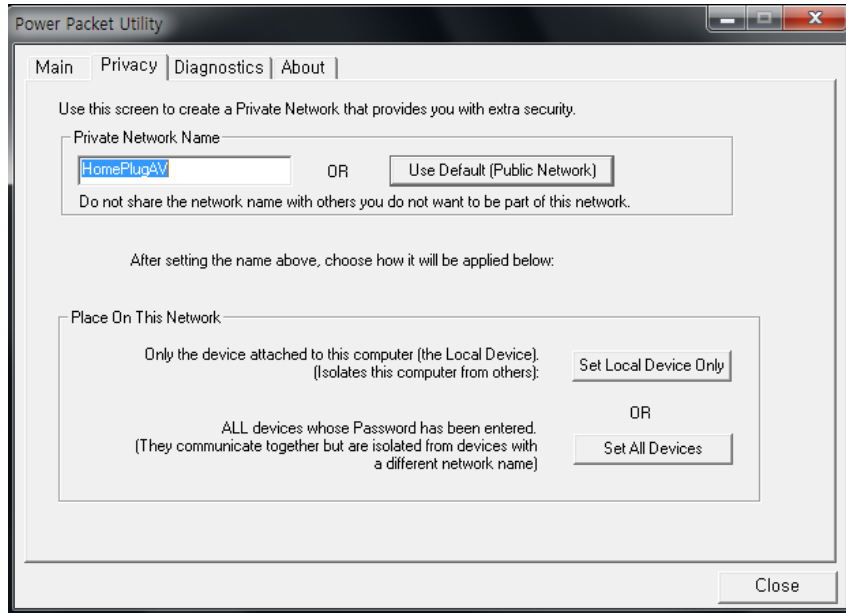 Power Packet Utility
Main Privacy Diagnostics About
Use this screen to create a Private Network that provides you with extra security.
Private Network Name
HomePlugAV OR Use Default (Public Network)
Do not share the network name with others you do not want to be part of this network.
After setting the name above, choose how it will be applied below:
Place On This Network
Only the device attached to this computer (the Local Device).
(Isolates this computer from others):
Set Local Device Only
OR
ALL devices whose Password has been entered.
(They communicate together but are isolated from devices with
a different network name)
Set All Devices
Close